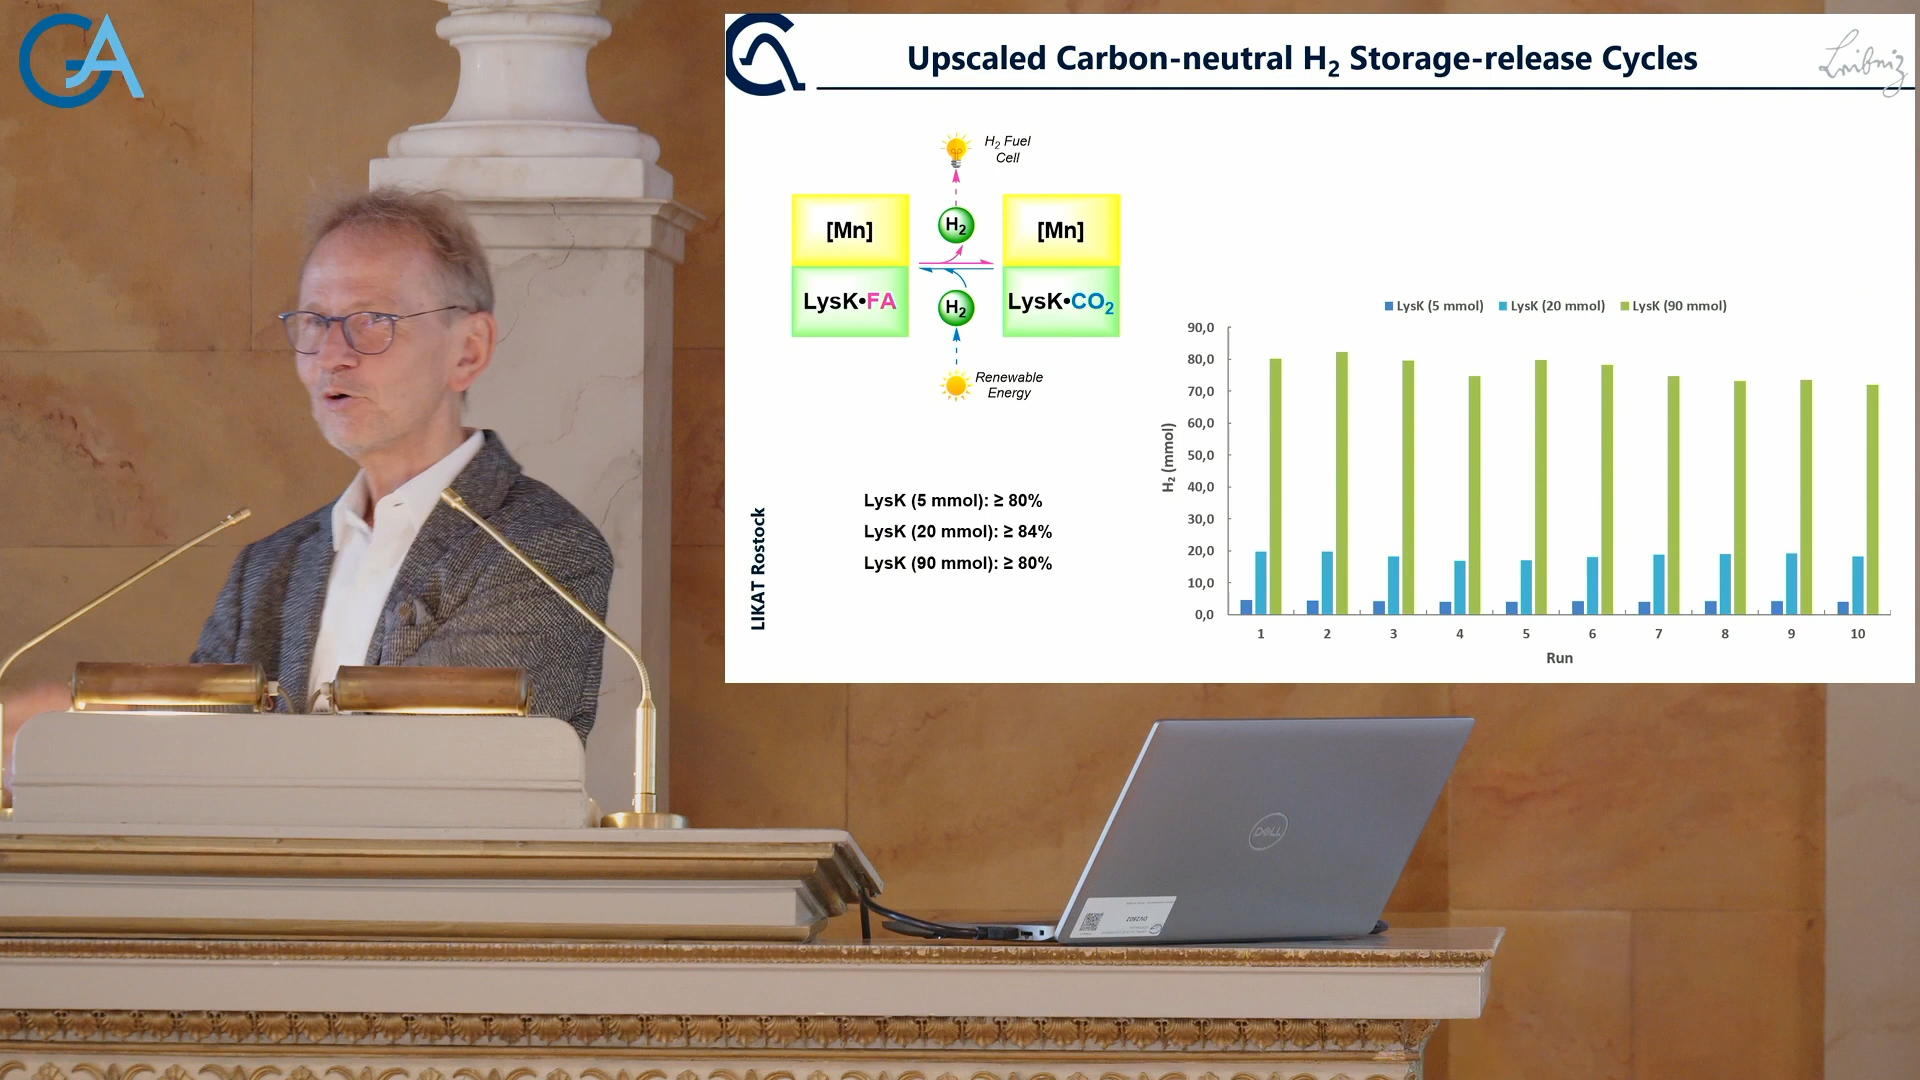 GA
Upscaled Carbon-neutral H₂ Storage-release Cycles
Leibniz
H₂ Fuel
Cell
[Mn]
H₂
[Mn]
LysK•FA
H₂
LysK•CO₂
Renewable
Energy
LysK (5 mmol): ≥ 80%
LysK (20 mmol): ≥ 84%
LysK (90 mmol): ≥ 80%
LIKAT Rostock
LysK (5 mmol) LysK (20 mmol) LysK (90 mmol)
H₂ (mmol)
90,0
80,0
70,0
60,0
50,0
40,0
30,0
20,0
10,0
0,0
1 2 3 4 5 6 7 8 9 10
Run
DELL